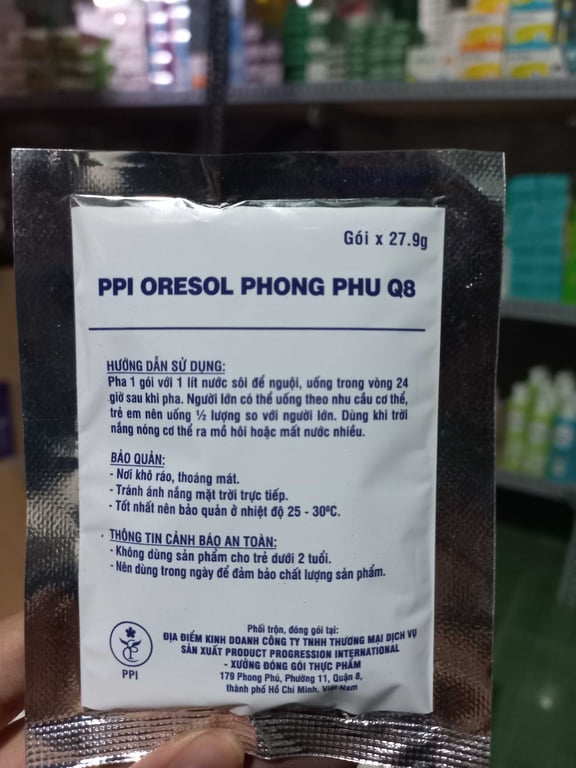 Gói x 27.9g
PPI ORESOL PHONG PHU Q8
HƯỚNG DẪN SỬ DỤNG:
Pha 1 gói với 1 lít nước sôi để nguội, uống trong vòng 24
giờ sau khi pha. Người lớn có thể uống theo nhu cầu cơ thể,
trẻ em nên uống ½ lượng so với người lớn. Dùng khi trời
nắng nóng cơ thể ra mồ hôi hoặc mất nước nhiều.
BẢO QUẢN:
- Nơi khô ráo, thoáng mát.
- Tránh ánh nắng mặt trời trực tiếp.
- Tốt nhất nên bảo quản ở nhiệt độ 25 - 30ºC.
THÔNG TIN CẢNH BÁO AN TOÀN:
- Không dùng sản phẩm cho trẻ dưới 2 tuổi.
- Nên dùng trong ngày để đảm bảo chất lượng sản phẩm.
PPI
Phối trộn, đóng gói tại:
ĐỊA ĐIỂM KINH DOANH CÔNG TY TNHH THƯƠNG MẠI DỊCH VỤ
SẢN XUẤT PRODUCT PROGRESSION INTERNATIONAL
- XƯỞNG ĐÓNG GÓI THỰC PHẨM
179 Phong Phú, Phường 11, Quận 8,
thành phố Hồ Chí Minh, Việt Nam